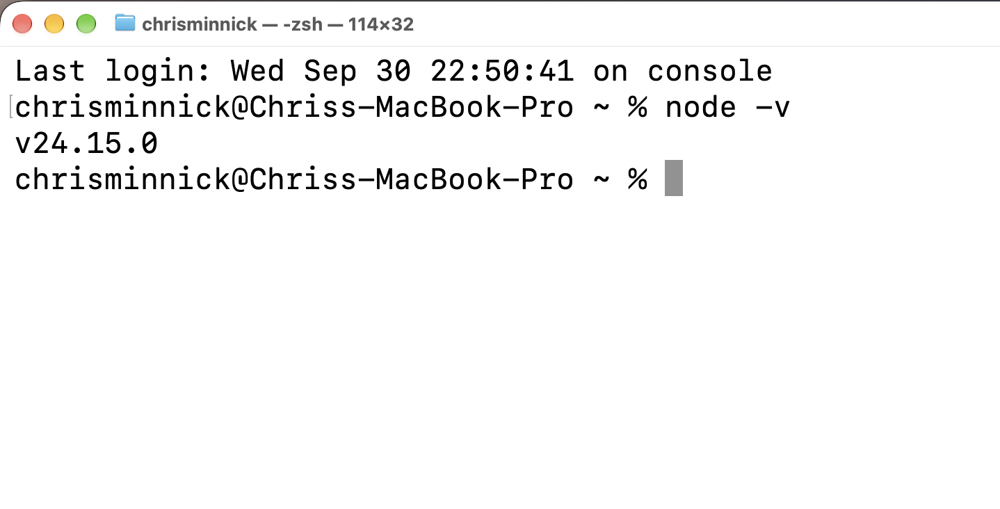 chrisminnick — -zsh — 114×32
Last login: Wed Sep 30 22:50:41 on console
[chrisminnick@Chriss-MacBook-Pro ~ % node -v
v24.15.0
chrisminnick@Chriss-MacBook-Pro ~ %